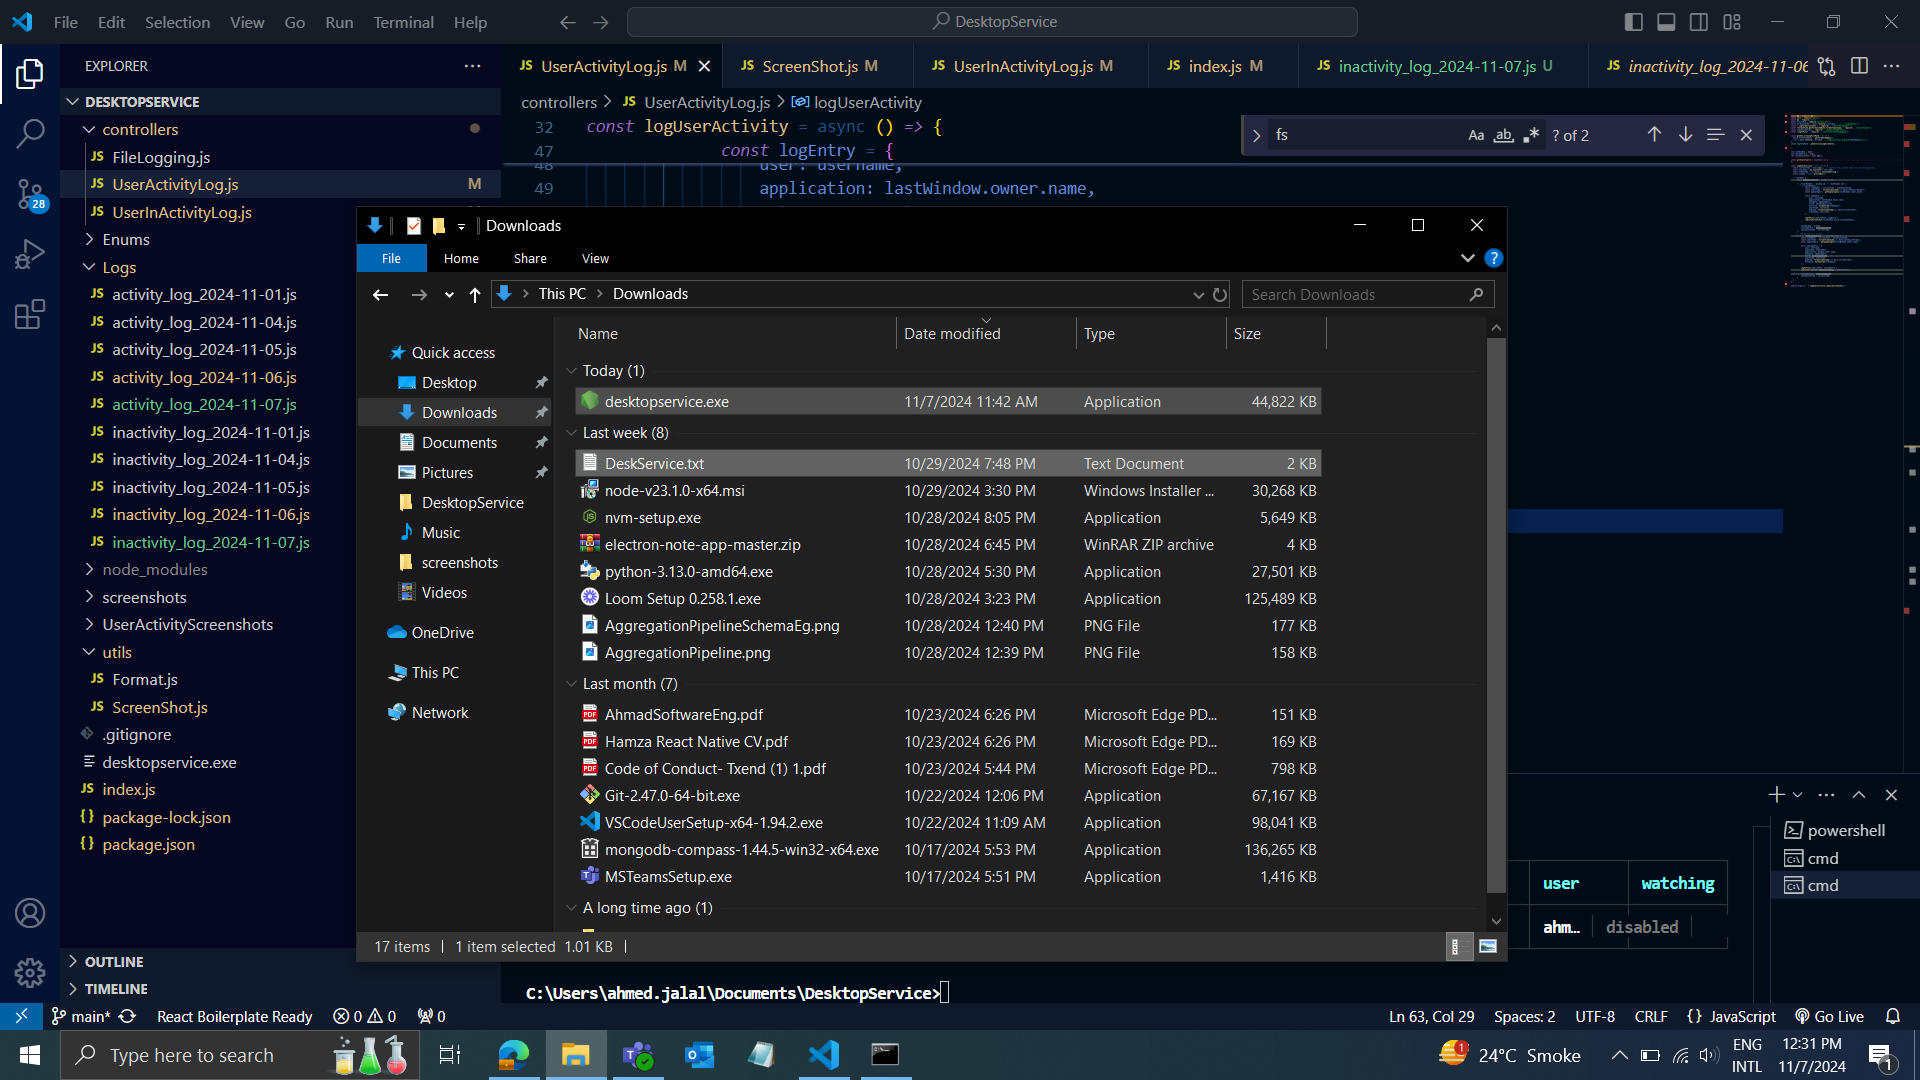 File Edit Selection View Go Run Terminal Help
DesktopService
EXPLORER
DESKTOPSERVICE
controllers
JS FileLogging.js
JS UserActivityLog.js M
JS UserInActivityLog.js
Enums
Logs
JS activity_log_2024-11-01.js
JS activity_log_2024-11-04.js
JS activity_log_2024-11-05.js
JS activity_log_2024-11-06.js
JS activity_log_2024-11-07.js
JS inactivity_log_2024-11-01.js
JS inactivity_log_2024-11-04.js
JS inactivity_log_2024-11-05.js
JS inactivity_log_2024-11-06.js
JS inactivity_log_2024-11-07.js
node_modules
screenshots
UserActivityScreenshots
utils
JS Format.js
JS ScreenShot.js
.gitignore
desktopservice.exe
JS index.js
{} package-lock.json
{} package.json
OUTLINE
TIMELINE
28
JS UserActivityLog.js M
JS ScreenShot.js M
JS UserInActivityLog.js M
JS index.js M
JS inactivity_log_2024-11-07.js U
JS inactivity_log_2024-11-06
controllers > JS UserActivityLog.js > logUserActivity
32 const logUserActivity = async () => {
47 const logEntry = {
48 user: username,
49 application: lastWindow.owner.name,
fs Aa ab .* ? of 2
Downloads
File Home Share View
This PC > Downloads
Search Downloads
Quick access
Desktop
Downloads
Documents
Pictures
DesktopService
Music
screenshots
Videos
OneDrive
This PC
Network
Name Date modified Type Size
Today (1)
desktopservice.exe 11/7/2024 11:42 AM Application 44,822 KB
Last week (8)
DeskService.txt 10/29/2024 7:48 PM Text Document 2 KB
node-v23.1.0-x64.msi 10/29/2024 3:30 PM Windows Installer ... 30,268 KB
nvm-setup.exe 10/28/2024 8:05 PM Application 5,649 KB
electron-note-app-master.zip 10/28/2024 6:45 PM WinRAR ZIP archive 4 KB
python-3.13.0-amd64.exe 10/28/2024 5:30 PM Application 27,501 KB
Loom Setup 0.258.1.exe 10/28/2024 3:23 PM Application 125,489 KB
AggregationPipelineSchemaEg.png 10/28/2024 12:40 PM PNG File 177 KB
AggregationPipeline.png 10/28/2024 12:39 PM PNG File 158 KB
Last month (7)
AhmadSoftwareEng.pdf 10/23/2024 6:26 PM Microsoft Edge PD... 151 KB
Hamza React Native CV.pdf 10/23/2024 6:26 PM Microsoft Edge PD... 169 KB
Code of Conduct- Txend (1) 1.pdf 10/23/2024 5:44 PM Microsoft Edge PD... 798 KB
Git-2.47.0-64-bit.exe 10/22/2024 12:06 PM Application 67,167 KB
VSCodeUserSetup-x64-1.94.2.exe 10/22/2024 11:09 AM Application 98,041 KB
mongodb-compass-1.44.5-win32-x64.exe 10/17/2024 5:53 PM Application 136,265 KB
MSTeamsSetup.exe 10/17/2024 5:51 PM Application 1,416 KB
A long time ago (1)
17 items 1 item selected 1.01 KB
powershell
cmd
cmd
user watching
ahm… disabled
C:\Users\ahmed.jalal\Documents\DesktopService>
main* React Boilerplate Ready 0 0 0
Ln 63, Col 29 Spaces: 2 UTF-8 CRLF {} JavaScript Go Live
Type here to search
1 24°C Smoke
ENG
INTL
12:31 PM
11/7/2024
1